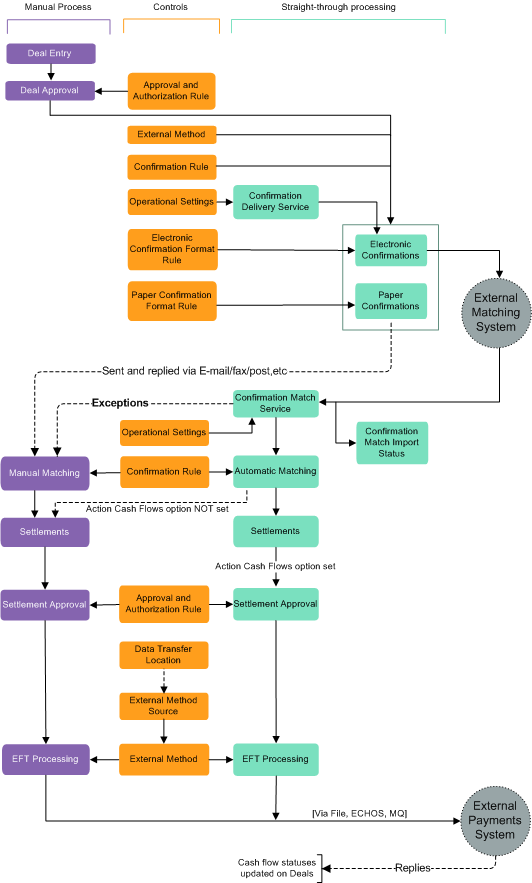 Manual Process
Controls
Straight-through processing
Deal Entry
Deal Approval
Approval and
Authorization Rule
External Method
Confirmation Rule
Operational Settings
Confirmation
Delivery Service
Electronic
Confirmation Format
Rule
Electronic
Confirmations
Paper Confirmation
Format Rule
Paper
Confirmations
External
Matching
System
Sent and replied via E-mail/fax/post,etc
Exceptions
Confirmation Match
Service
Operational Settings
Confirmation
Match Import
Status
Manual Matching
Confirmation Rule
Automatic Matching
Action Cash Flows option NOT set
Settlements
Settlements
Action Cash Flows option set
Settlement Approval
Approval and
Authorization Rule
Settlement Approval
Data Transfer
Location
External Method
Source
EFT Processing
External Method
EFT Processing
[Via File, ECHOS, MQ]
External
Payments
System
Cash flow statuses
updated on Deals
Replies